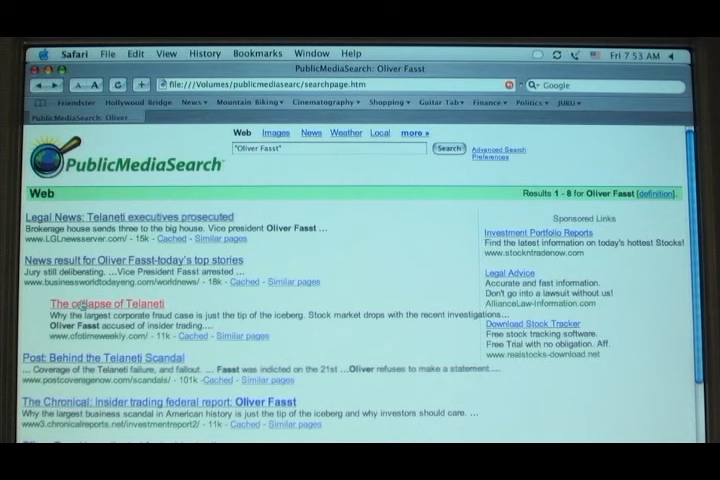 Safari File Edit View History Bookmarks Window Help Fri 7 53 AM
PublicMediaSearch: Oliver Fasst
A A C + file:///Volumes/publicmediasearc/searchpage.htm Google
Friendster Hollywood Bridge News Mountain Biking Cinematography Shopping Guitar Tab Finance Politics JURU
PublicMediaSearch: Oliver
Web Images News Weather Local more »
PublicMediaSearch
"Oliver Fasst" Search Advanced Search
Preferences
Web Results 1 - 8 for Oliver Fasst [definition].
Legal News: Telaneti executives prosecuted
Brokerage house sends three to the big house. Vice president Oliver Fasst ...
www.LGLnewsserver.com/ - 15k - Cached - Similar pages
News result for Oliver Fasst-today's top stories
Jury still deliberating. ...Vice President Fasst arrested ...
www.businessworldtodayeng.com/worldnews/ - 18k - Cached - Similar pages
The collapse of Telaneti
Why the largest corporate fraud case is just the tip of the iceberg. Stock market drops with the recent investigations...
Oliver Fasst accused of insider trading....
www.cfotimeweekly.com/ - 11k - Cached - Similar pages
Post: Behind the Telaneti Scandal
... Coverage of the Telaneti failure, and fallout. ... Fasst was indicted on the 21st ...Oliver refuses to make a statement....
www.postcoveragenow.com/scandals/ - 101k -Cached - Similar pages
The Chronical: Insider trading federal report: Oliver Fasst
Why the largest business scandal in American history is just the tip of the iceberg and why investors should care. ...
www3.chronicalreports.net/investmentreport2/ - 11k - Cached - Similar pages
Sponsored Links
Investment Portfolio Reports
Find the latest information on today's hottest Stocks!
www.stockntradenow.com
Legal Advice
Accurate and fast information.
Don't go into a lawsuit without us!
AllianceLaw-Information.com
Download Stock Tracker
Free stock tracking software.
Free Trial with no obligation. Aff.
www.realstocks-download.net